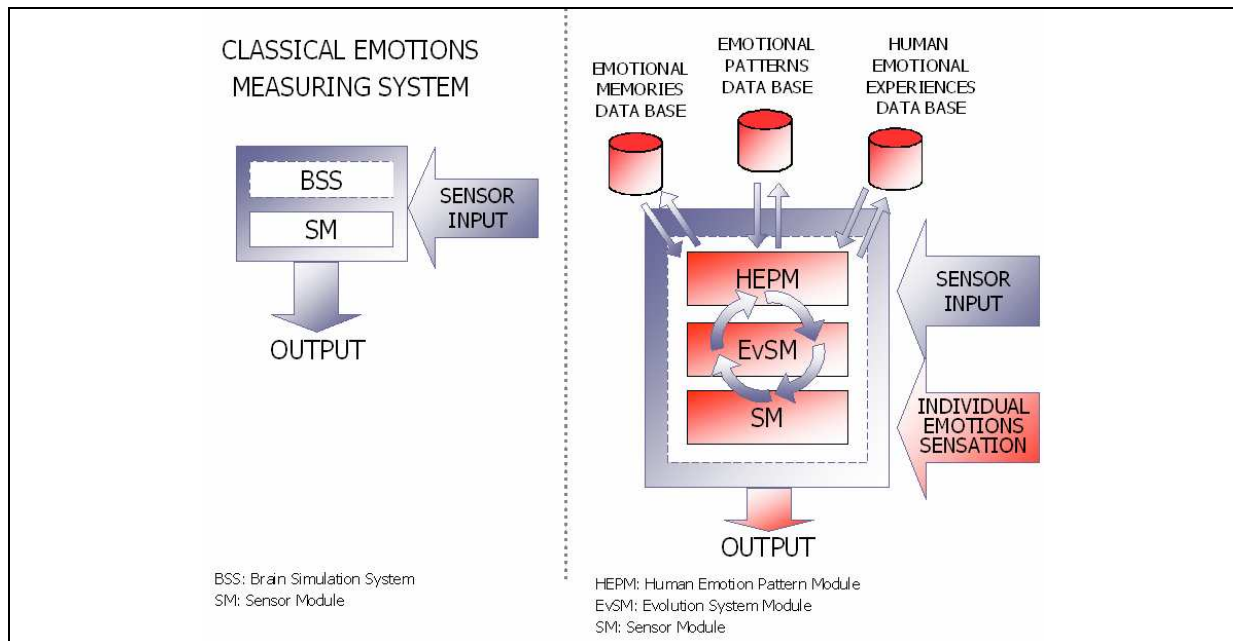 CLASSICAL EMOTIONS
MEASURING SYSTEM
BSS
SM
SENSOR
INPUT
OUTPUT
BSS: Brain Simulation System
SM: Sensor Module
EMOTIONAL
MEMORIES
DATA BASE
EMOTIONAL
PATTERNS
DATA BASE
HUMAN
EMOTIONAL
EXPERIENCES
DATA BASE
HEPM
EvSM
SM
SENSOR
INPUT
INDIVIDUAL
EMOTIONS
SENSATION
OUTPUT
HEPM: Human Emotion Pattern Module
EvSM: Evolution System Module
SM: Sensor Module